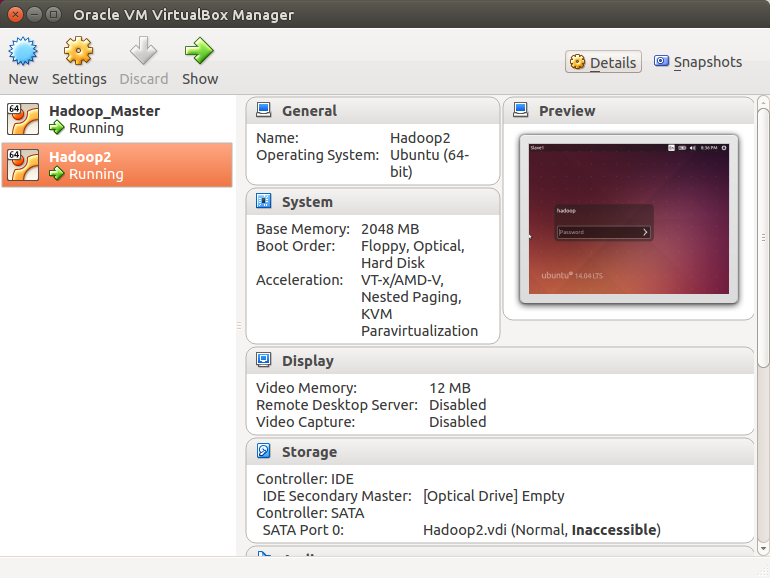 Oracle VM VirtualBox Manager
New
Settings
Discard
Show
Details
Snapshots
64
Hadoop_Master
Running
64
Hadoop2
Running
General
Name: Hadoop2
Operating System: Ubuntu (64-
bit)
System
Base Memory: 2048 MB
Boot Order: Floppy, Optical,
Hard Disk
Acceleration: VT-x/AMD-V,
Nested Paging,
KVM
Paravirtualization
Preview
Slave1
8:36 PM
hadoop
Password
ubuntu® 14.04 LTS
Display
Video Memory: 12 MB
Remote Desktop Server: Disabled
Video Capture: Disabled
Storage
Controller: IDE
IDE Secondary Master: [Optical Drive] Empty
Controller: SATA
SATA Port 0: Hadoop2.vdi (Normal, Inaccessible)